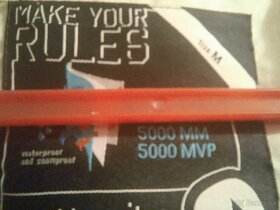 MAKE YOUR
RULES
size M
waterproof
and snowproof
5000 MM
5000 MVP